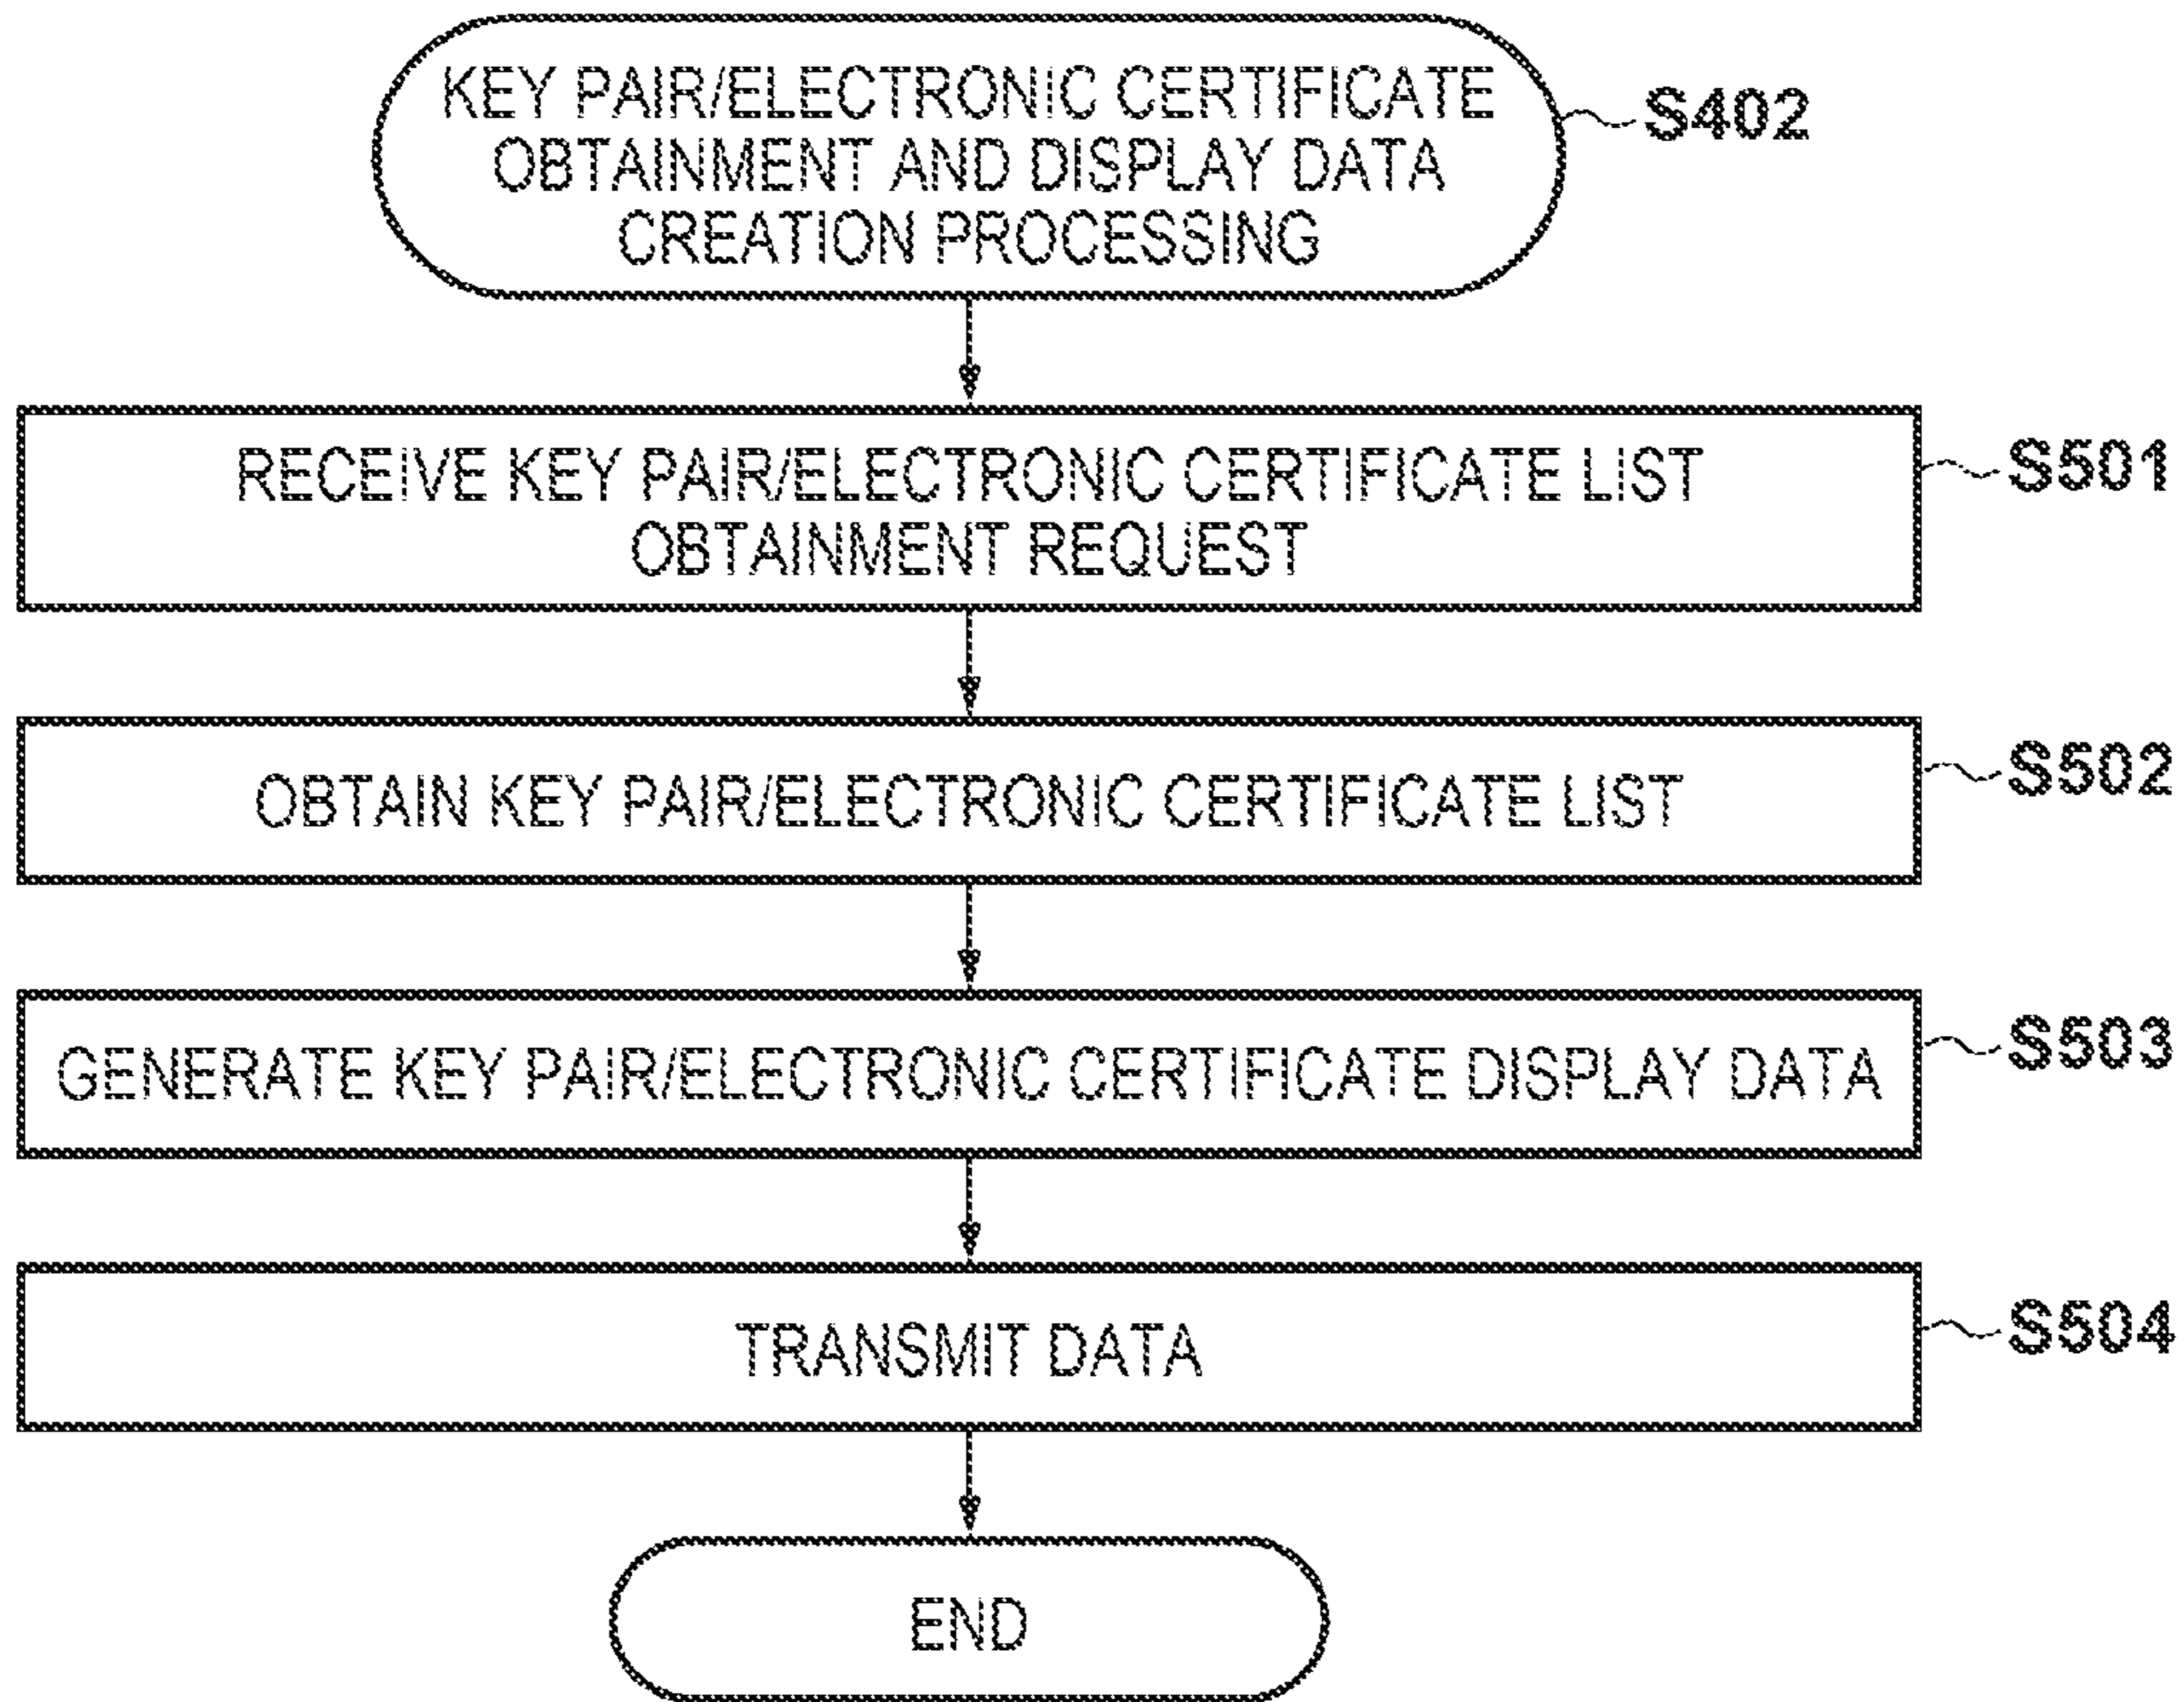 KEY PAIR/ELECTRONIC CERTIFICATE
OBTAINMENT AND DISPLAY DATA
CREATION PROCESSING
S402
RECEIVE KEY PAIR/ELECTRONIC CERTIFICATE LIST
OBTAINMENT REQUEST
S501
OBTAIN KEY PAIR/ELECTRONIC CERTIFICATE LIST
S502
GENERATE KEY PAIR/ELECTRONIC CERTIFICATE DISPLAY DATA
S503
TRANSMIT DATA
S504
END